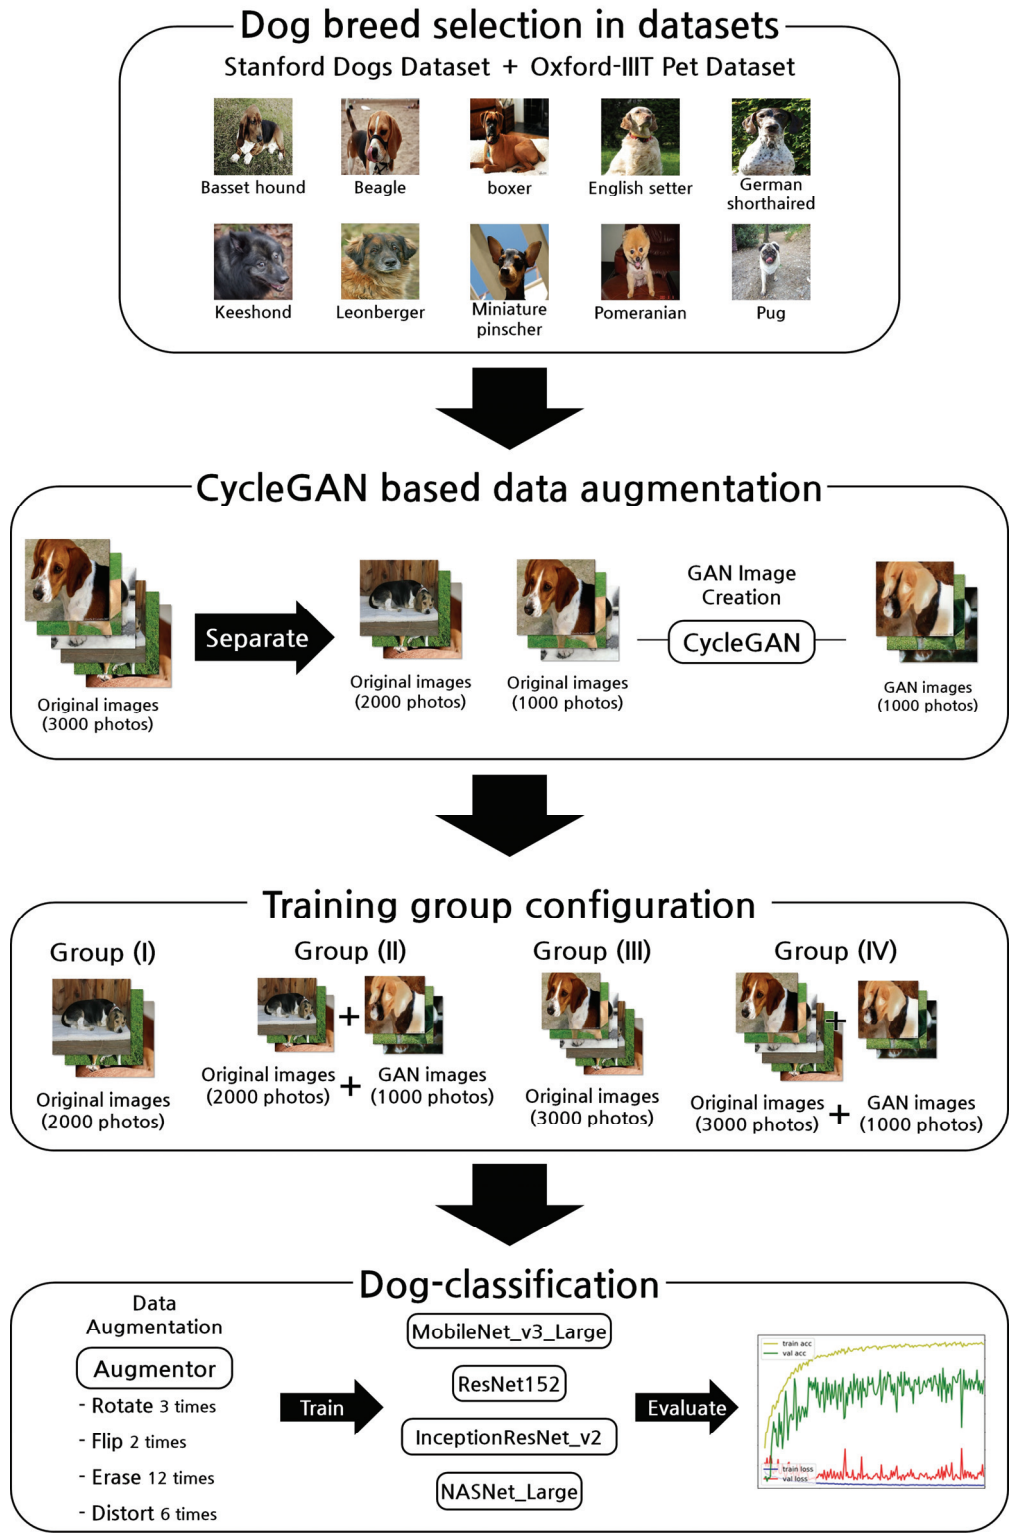 Dog breed selection in datasets
Stanford Dogs Dataset + Oxford-IIIT Pet Dataset
Basset hound
Beagle
boxer
English setter
German
shorthaired
Keeshond
Leonberger
Miniature
pinscher
Pomeranian
Pug
CycleGAN based data augmentation
Original images
(3000 photos)
Separate
Original images
(2000 photos)
Original images
(1000 photos)
GAN Image
Creation
CycleGAN
GAN images
(1000 photos)
Training group configuration
Group (I)
Original images
(2000 photos)
Group (II)
+
Original images
(2000 photos)
+
GAN images
(1000 photos)
Group (III)
Original images
(3000 photos)
Group (IV)
+
Original images
(3000 photos)
+
GAN images
(1000 photos)
Dog-classification
Data
Augmentation
Augmentor
- Rotate 3 times
- Flip 2 times
- Erase 12 times
- Distort 6 times
Train
MobileNet_v3_Large
ResNet152
InceptionResNet_v2
NASNet_Large
Evaluate
train acc
val acc
train loss
val loss